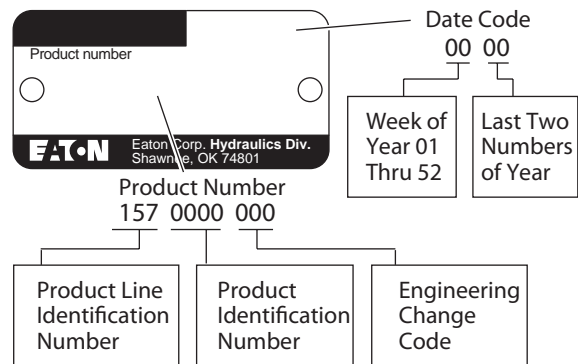 Date Code
00 00
Product number
Week of
Year 01
Thru 52
Last Two
Numbers
of Year
EATON
Eaton Corp. Hydraulics Div.
Shawnee, OK 74801
Product Number
157 0000 000
Product Line
Identification
Number
Product
Identification
Number
Engineering
Change
Code